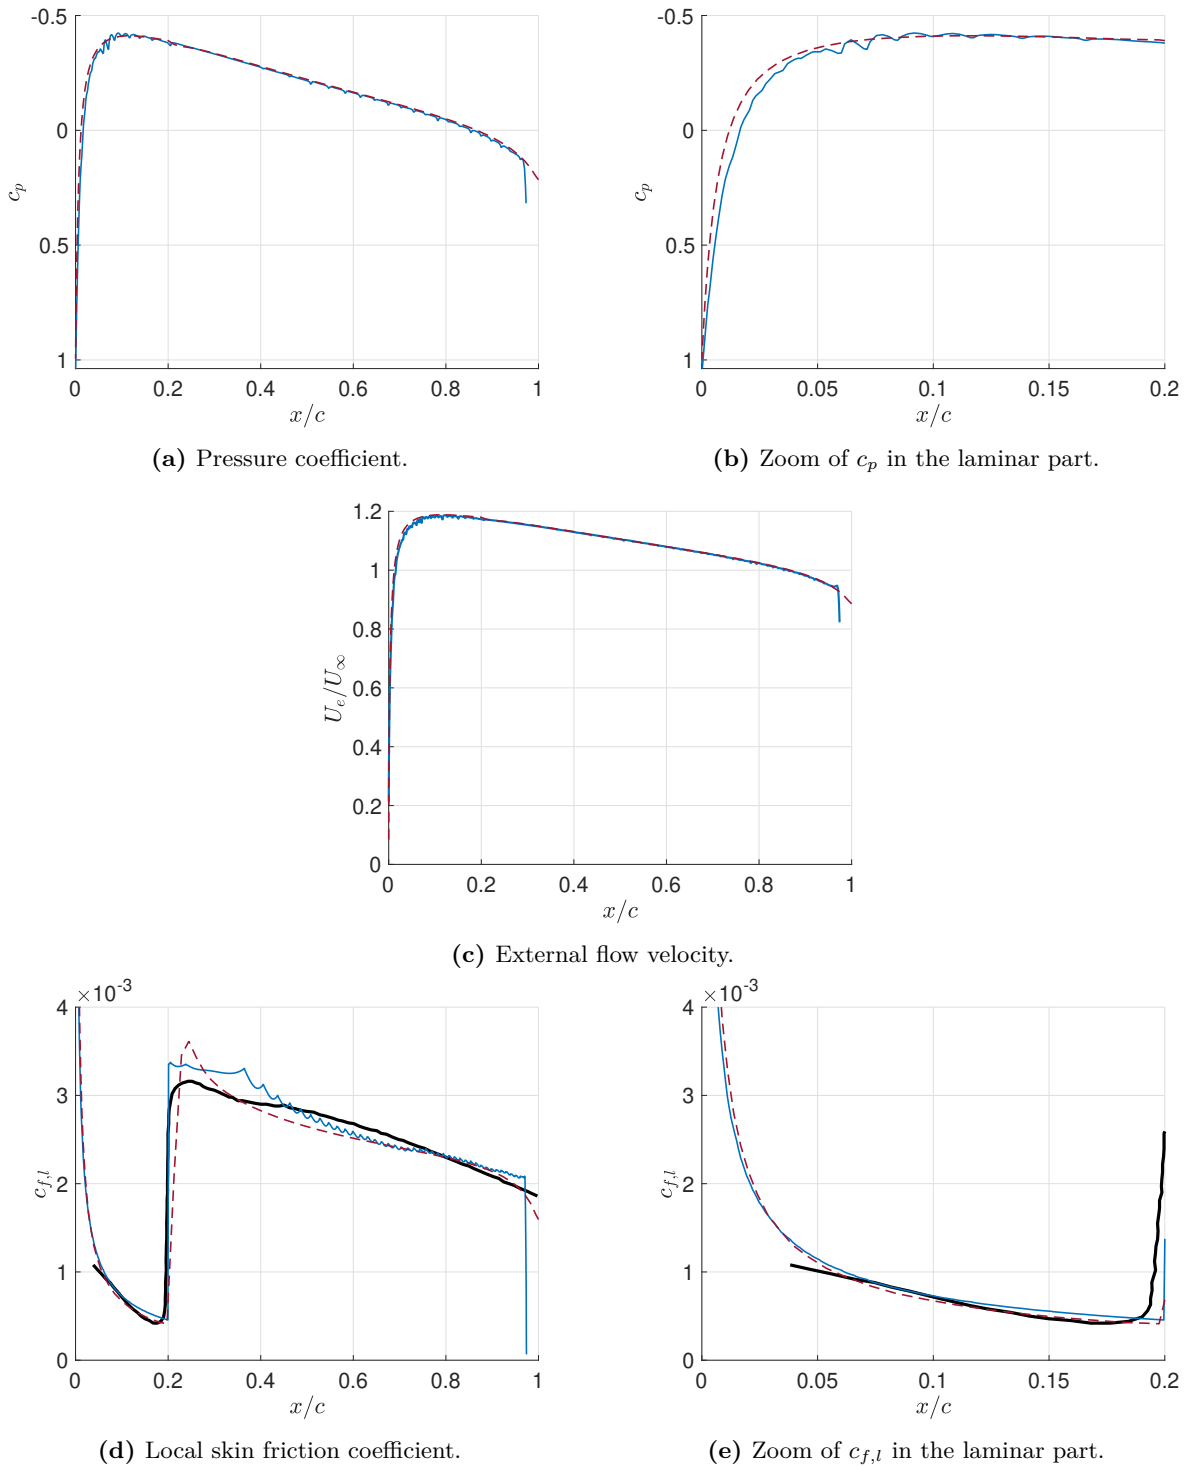 -0.5
0
0.5
1
c_p
0 0.2 0.4 0.6 0.8 1
x/c
(a) Pressure coefficient.
-0.5
0
0.5
1
c_p
0 0.05 0.1 0.15 0.2
x/c
(b) Zoom of c_p in the laminar part.
1.2
1
0.8
0.6
0.4
0.2
0
U_e/U_∞
0 0.2 0.4 0.6 0.8 1
x/c
(c) External flow velocity.
×10^-3
4
3
2
1
0
c_{f,l}
0 0.2 0.4 0.6 0.8 1
x/c
(d) Local skin friction coefficient.
×10^-3
4
3
2
1
0
c_{f,l}
0 0.05 0.1 0.15 0.2
x/c
(e) Zoom of c_{f,l} in the laminar part.